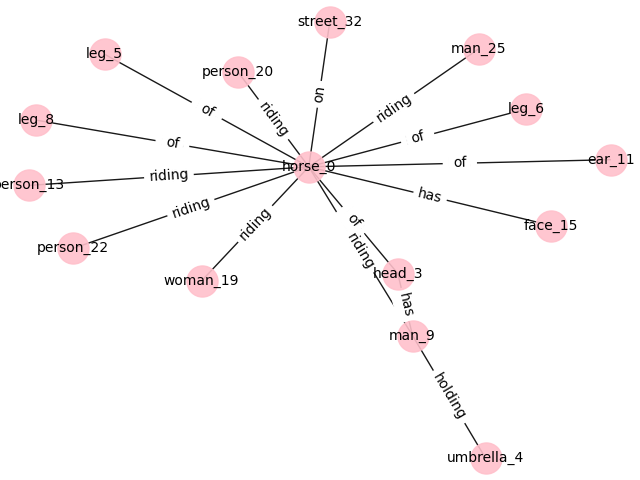 street_32
man_25
leg_5
person_20
on
riding
leg_6
riding
of
leg_8
of
of
ear_11
horse_0
of
person_13
riding
has
riding
of
face_15
riding
person_22
riding
head_3
woman_19
has
man_9
holding
umbrella_4